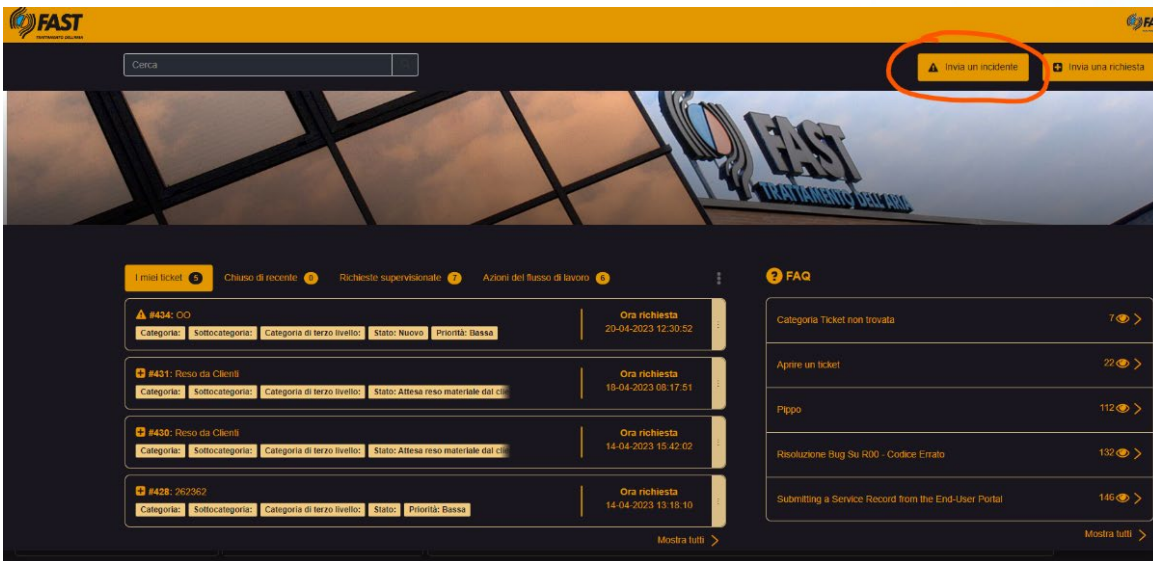 FAST
TRATTAMENTO DELL'ARIA
Cerca
Invia un incidente
Invia una richiesta
FAST
TRATTAMENTO DELL'ARIA
I miei ticket 5
Chiuso di recente 0
Richieste supervisionate 7
Azioni del flusso di lavoro 6
#434: OO
Categoria: Sottocategoria: Categoria di terzo livello: Stato: Nuovo Priorità: Bassa
Ora richiesta
20-04-2023 12:30:52
#431: Reso da Clienti
Categoria: Sottocategoria: Categoria di terzo livello: Stato: Attesa reso materiale dal
Ora richiesta
18-04-2023 08:17:51
#430: Reso da Clienti
Categoria: Sottocategoria: Categoria di terzo livello: Stato: Attesa reso materiale dal
Ora richiesta
14-04-2023 15:42:02
#428: 262362
Categoria: Sottocategoria: Categoria di terzo livello: Stato: Priorità: Bassa
Ora richiesta
14-04-2023 13:18:10
Mostra tutti
? FAQ
Categoria Ticket non trovata 7
Aprire un ticket 22
Pippo 112
Risoluzione Bug Su R00 - Codice Errato 132
Submitting a Service Record from the End-User Portal 146
Mostra tutti